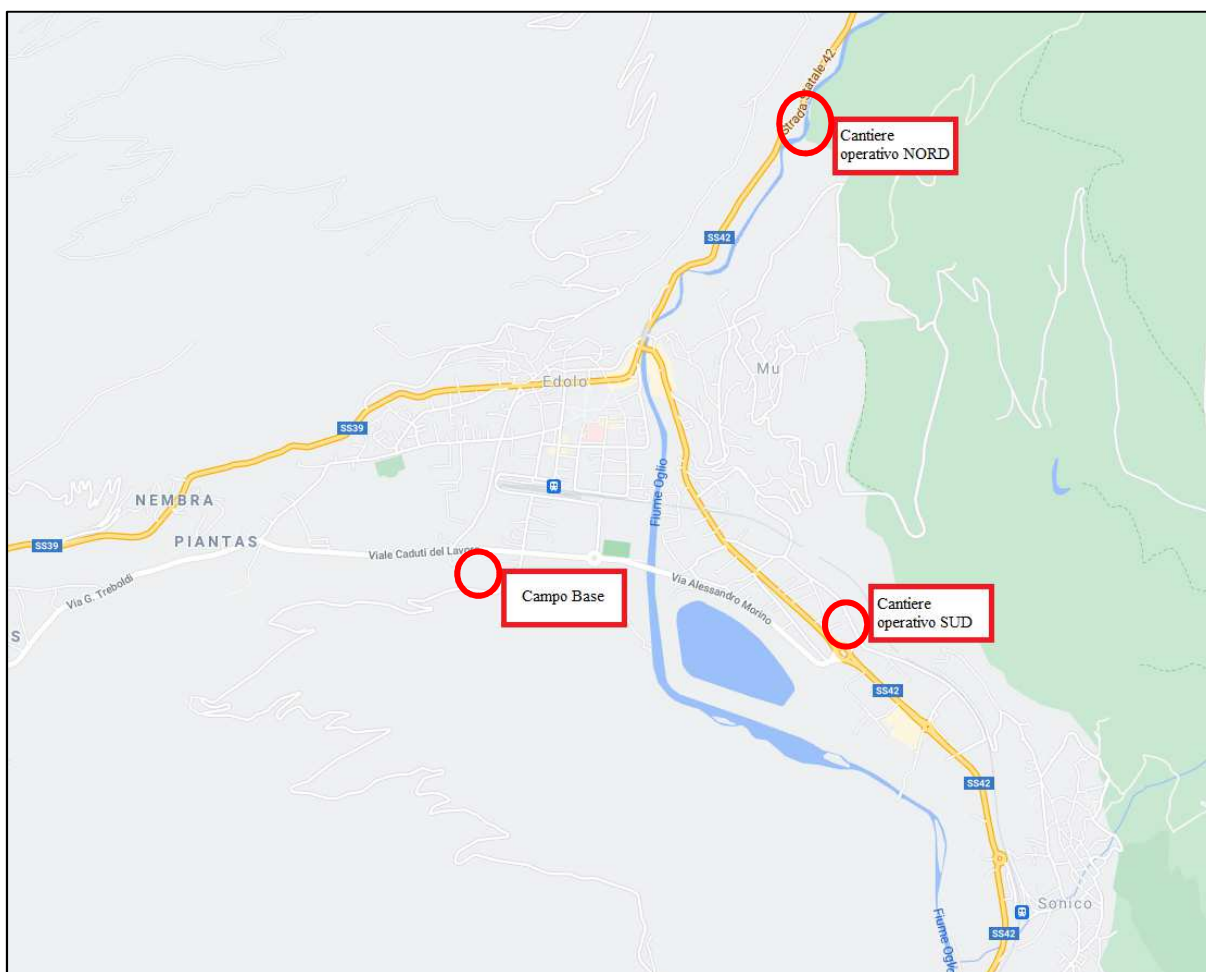 Strada Statale 42
Cantiere
operativo NORD
SS42
Mu
Edolo
SS39
NEMBRA
Fiume Oglio
PIANTAS
SS39
Viale Caduti del Lavoro
Via G. Treboldi
Campo Base
Via Alessandro Morino
Cantiere
operativo SUD
S
SS42
SS42
Sonico
SS42
Fiume Oglio